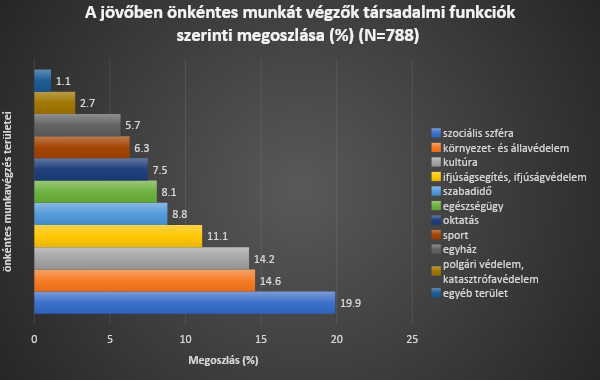 A jövőben önkéntes munkát végzők társadalmi funkciók
szerinti megoszlása (%) (N=788)
önkéntes munkavégzés területei
1.1
2.7
5.7
6.3
7.5
8.1
8.8
11.1
14.2
14.6
19.9
0 5 10 15 20 25
Megoszlás (%)
szociális szféra
környezet- és állavédelem
kultúra
ifjúságsegítés, ifjúságvédelem
szabadidő
egészségügy
oktatás
sport
egyház
polgári védelem,
katasztrófavédelem
egyéb terület